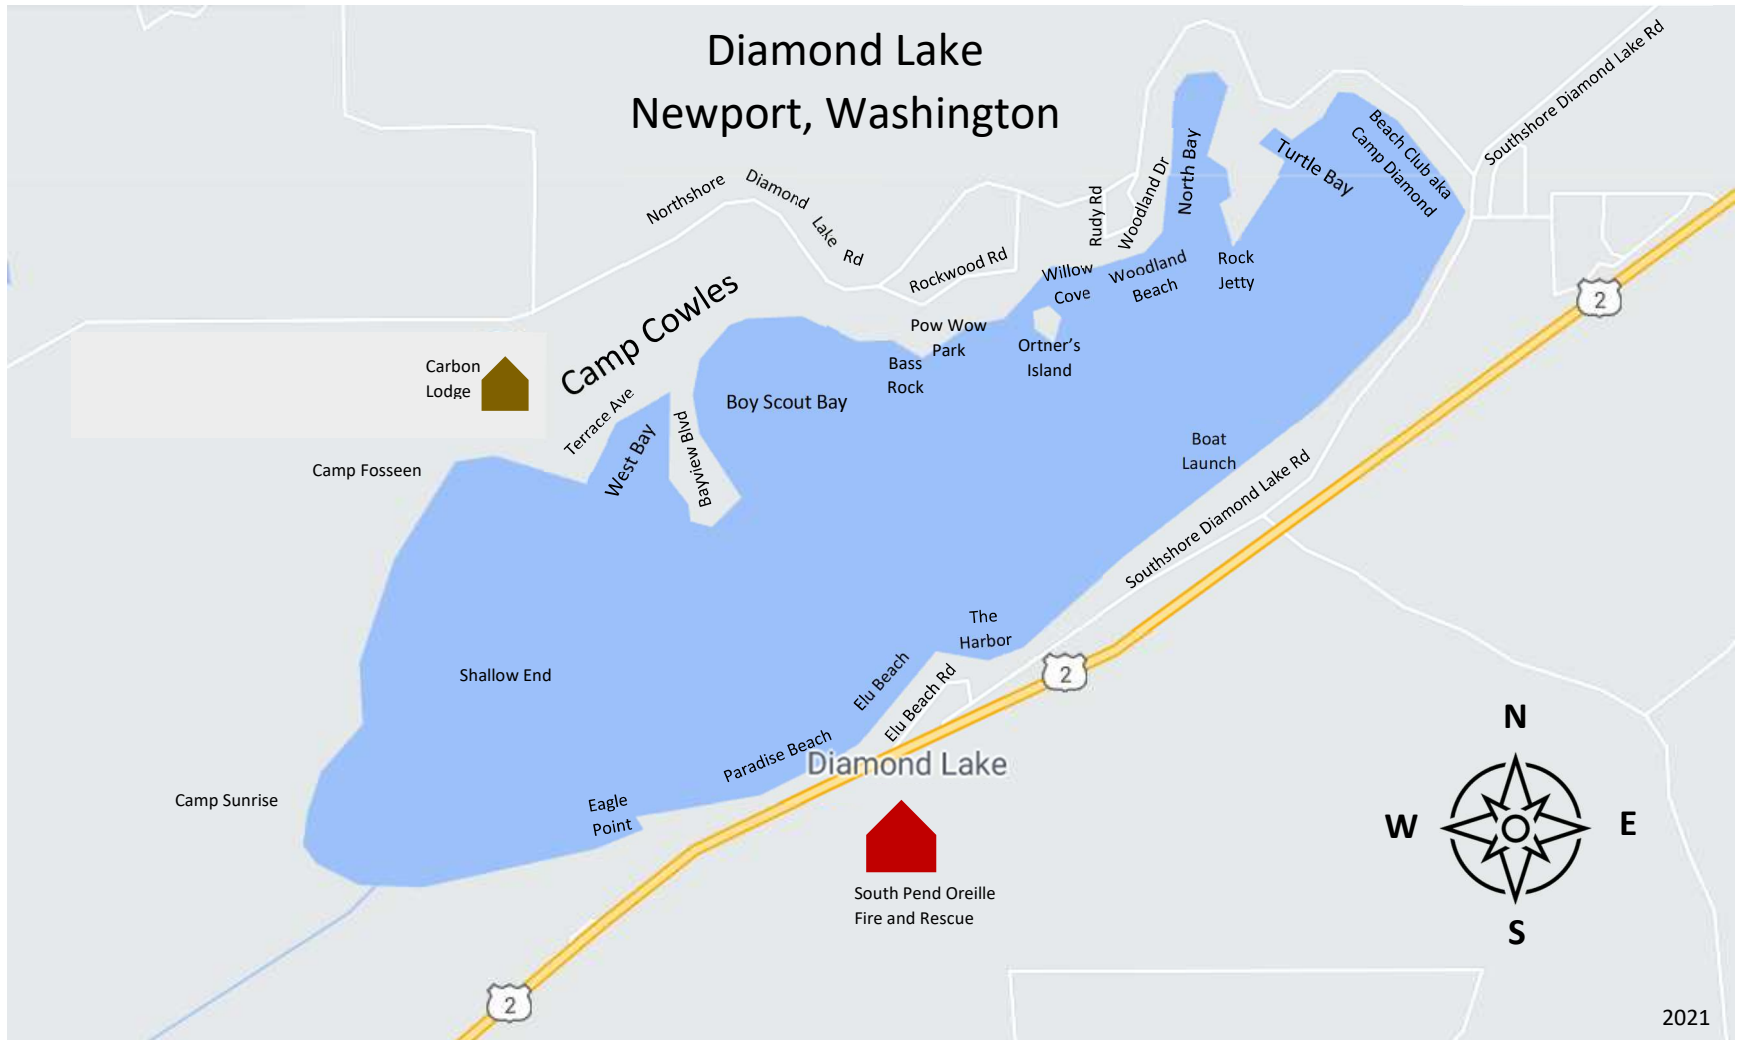 Diamond Lake
Newport, Washington
Southshore Diamond Lake Rd
Beach Club aka
Camp Diamond
Turtle Bay
North Bay
Woodland Dr
Rudy Rd
Northshore Diamond Lake Rd
Rockwood Rd
Willow
Cove
Woodland
Beach
Rock
Jetty
2
Camp Cowles
Pow Wow
Park
Bass
Rock
Ortner's
Island
Carbon
Lodge
Terrace Ave
West Bay
Bayview Blvd
Boy Scout Bay
Boat
Launch
Camp Fosseen
Southshore Diamond Lake Rd
The
Harbor
Elu Beach
Elu Beach Rd
2
Shallow End
Paradise Beach
Diamond Lake
Camp Sunrise
Eagle
Point
South Pend Oreille
Fire and Rescue
N
W
E
S
2
2021